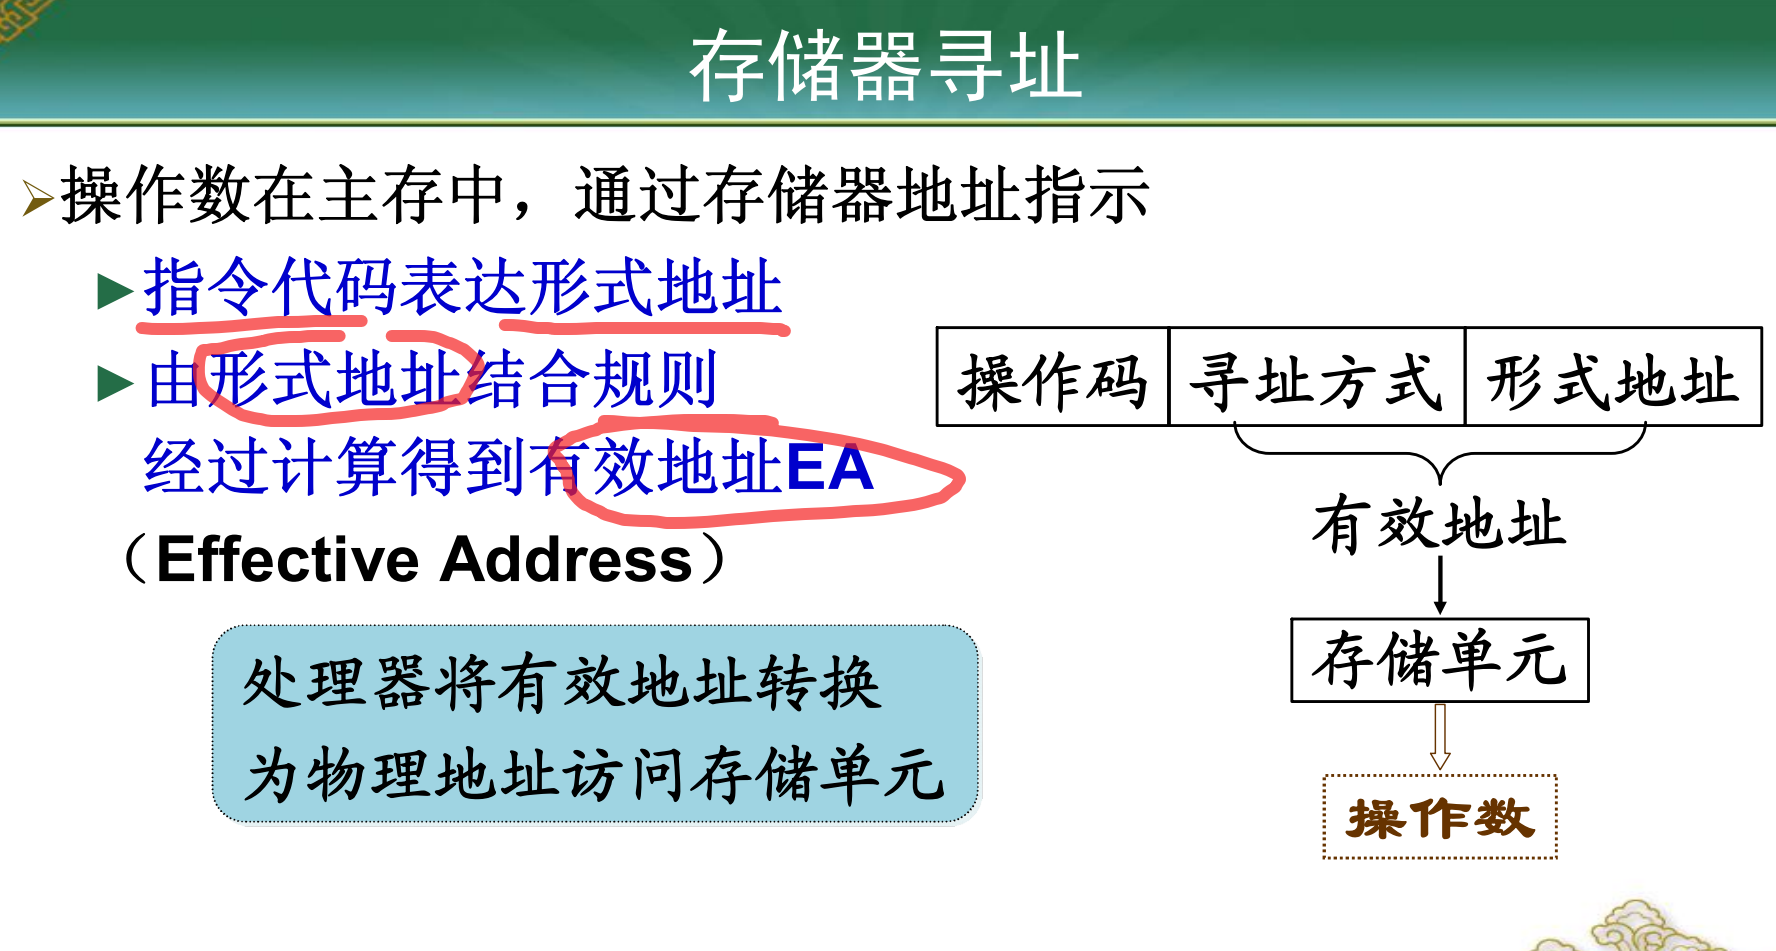 存储器寻址
操作数在主存中，通过存储器地址指示
指令代码表达形式地址
由形式地址结合规则
经过计算得到有效地址EA
（Effective Address）
处理器将有效地址转换
为物理地址访问存储单元
操作码 寻址方式 形式地址
有效地址
存储单元
操作数